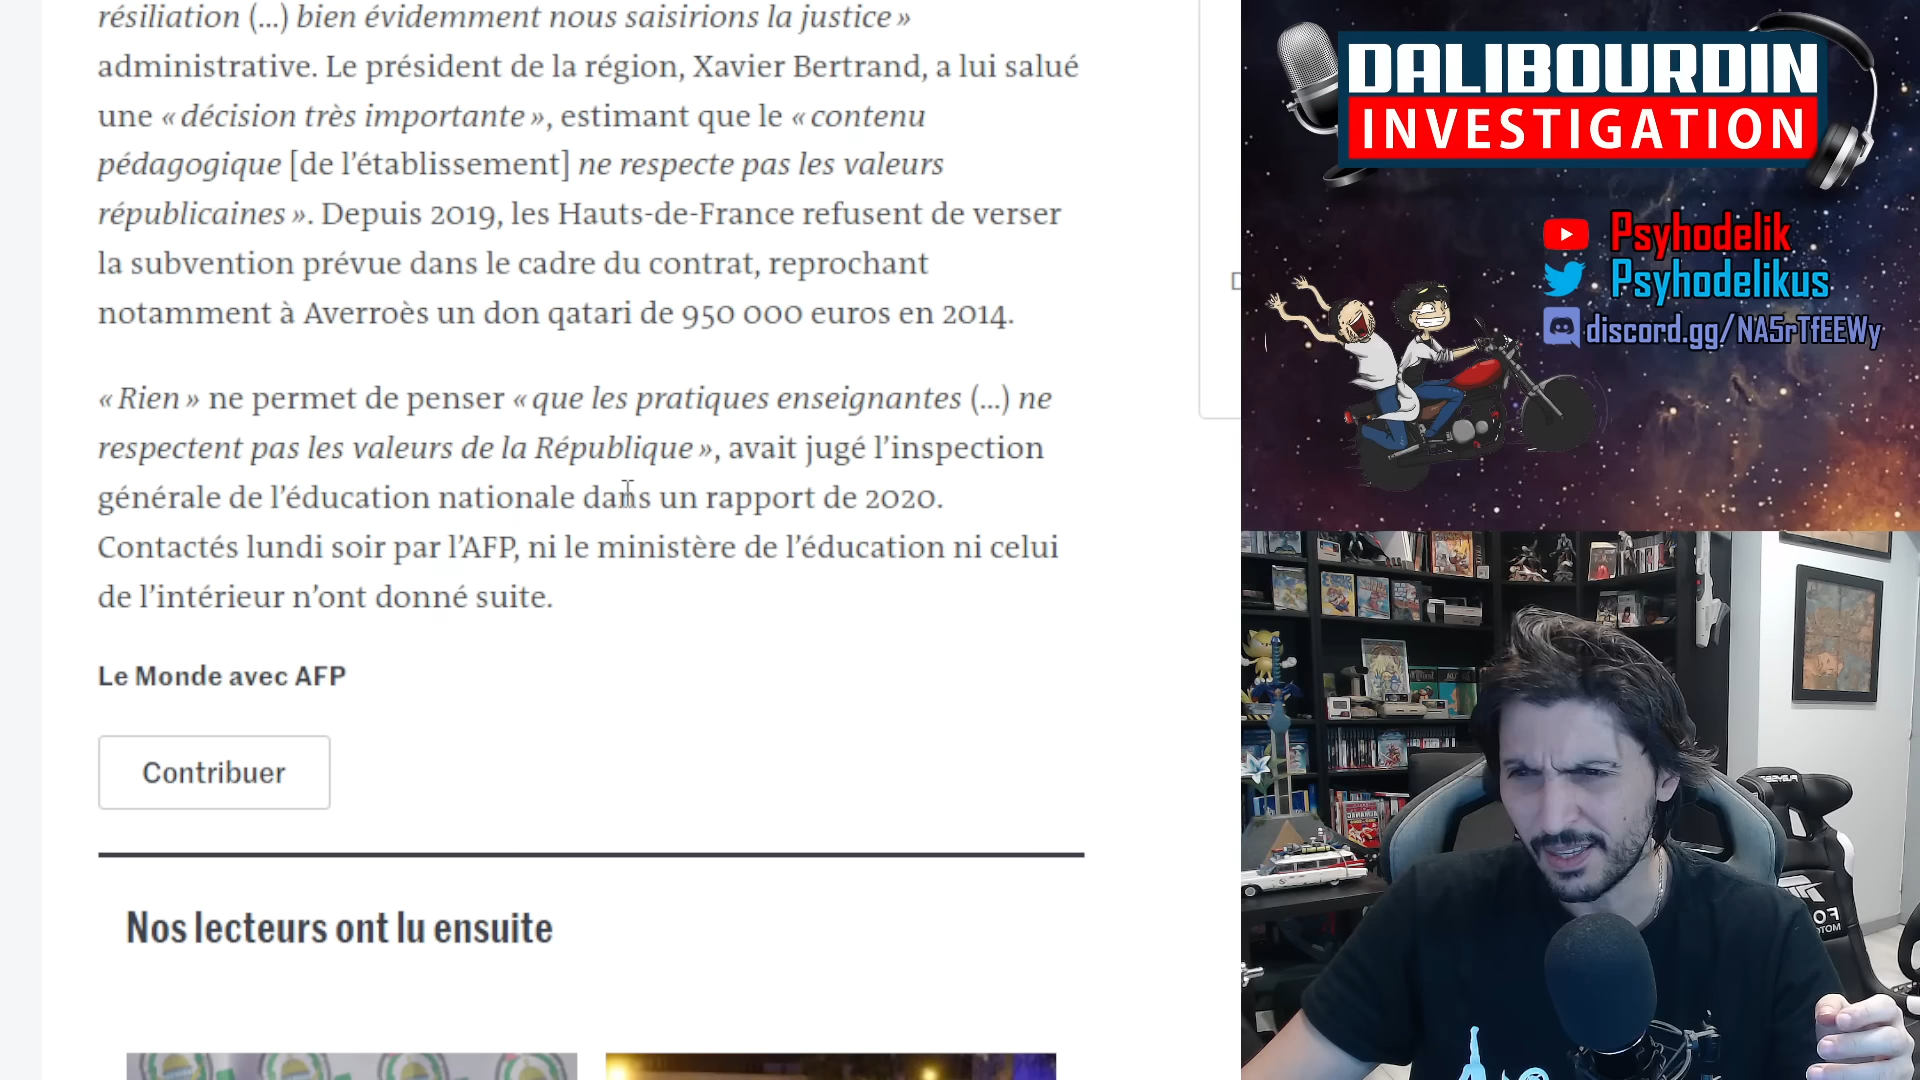 résiliation (...) bien évidemment nous saisirions la justice »
administrative. Le président de la région, Xavier Bertrand, a lui salué
une « décision très importante », estimant que le « contenu
pédagogique [de l’établissement] ne respecte pas les valeurs
républicaines ». Depuis 2019, les Hauts-de-France refusent de verser
la subvention prévue dans le cadre du contrat, reprochant
notamment à Averroès un don qatari de 950 000 euros en 2014.
« Rien » ne permet de penser « que les pratiques enseignantes (...) ne
respectent pas les valeurs de la République », avait jugé l’inspection
générale de l’éducation nationale dans un rapport de 2020.
Contactés lundi soir par l’AFP, ni le ministère de l’éducation ni celui
de l’intérieur n’ont donné suite.
Le Monde avec AFP
Contribuer
Nos lecteurs ont lu ensuite
DALIBOURDIN
INVESTIGATION
Psyhodelik
Psyhodelikus
discord.gg/NA5rTfEEWy